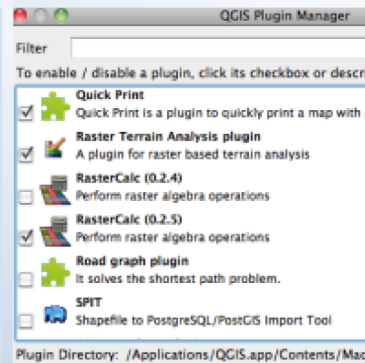 QGIS Plugin Manager
Filter
To enable / disable a plugin, click its checkbox or descri
Quick Print
Quick Print is a plugin to quickly print a map with
Raster Terrain Analysis plugin
A plugin for raster based terrain analysis
RasterCalc (0.2.4)
Perform raster algebra operations
RasterCalc (0.2.5)
Perform raster algebra operations
Road graph plugin
It solves the shortest path problem.
SPIT
Shapefile to PostgreSQL/PostGIS Import Tool
Plugin Directory: /Applications/QGIS.app/Contents/Mac